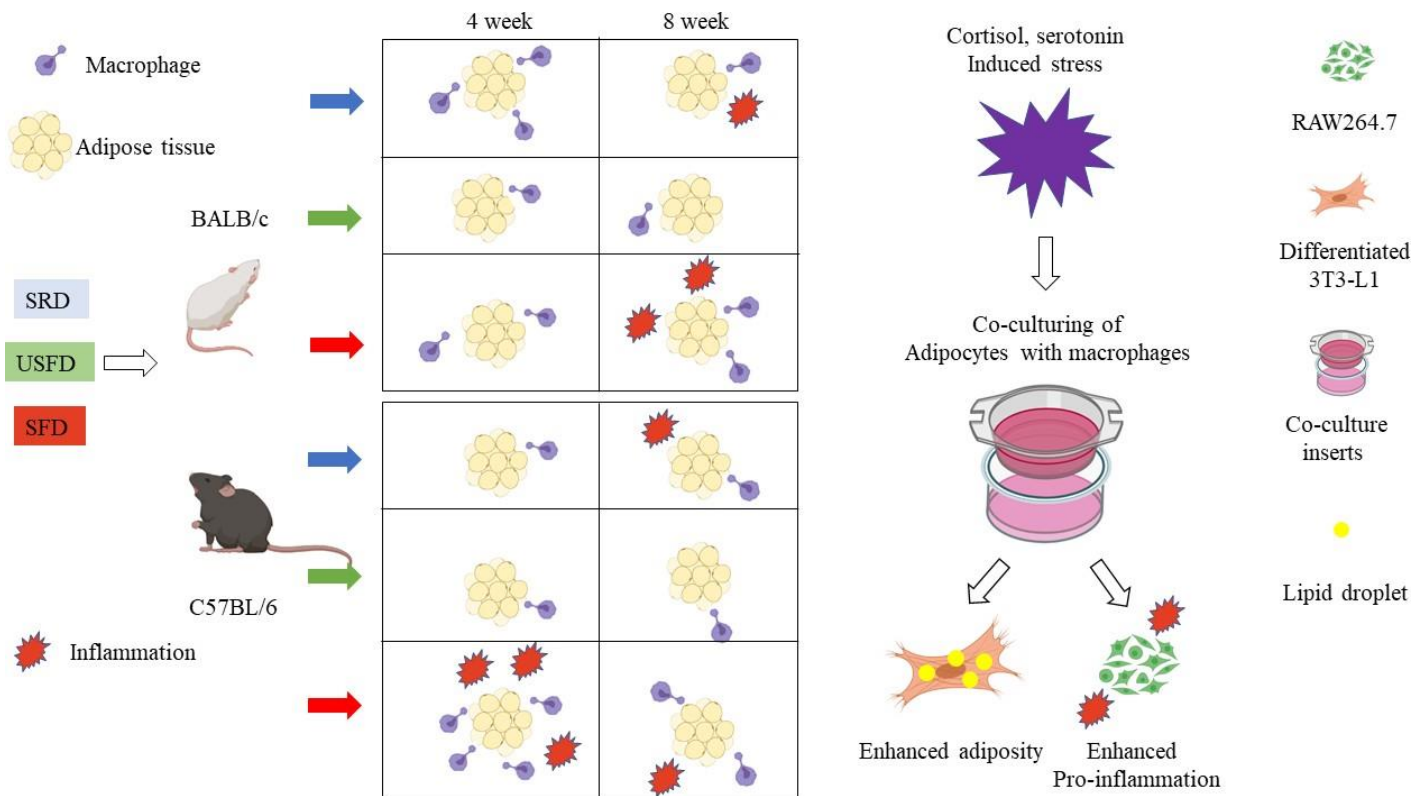 4 week
8 week
Macrophage
Adipose tissue
BALB/c
SRD
USFD
SFD
C57BL/6
Inflammation
Cortisol, serotonin
Induced stress
Co-culturing of
Adipocytes with macrophages
Enhanced adiposity
Enhanced
Pro-inflammation
RAW264.7
Differentiated
3T3-L1
Co-culture
inserts
Lipid droplet